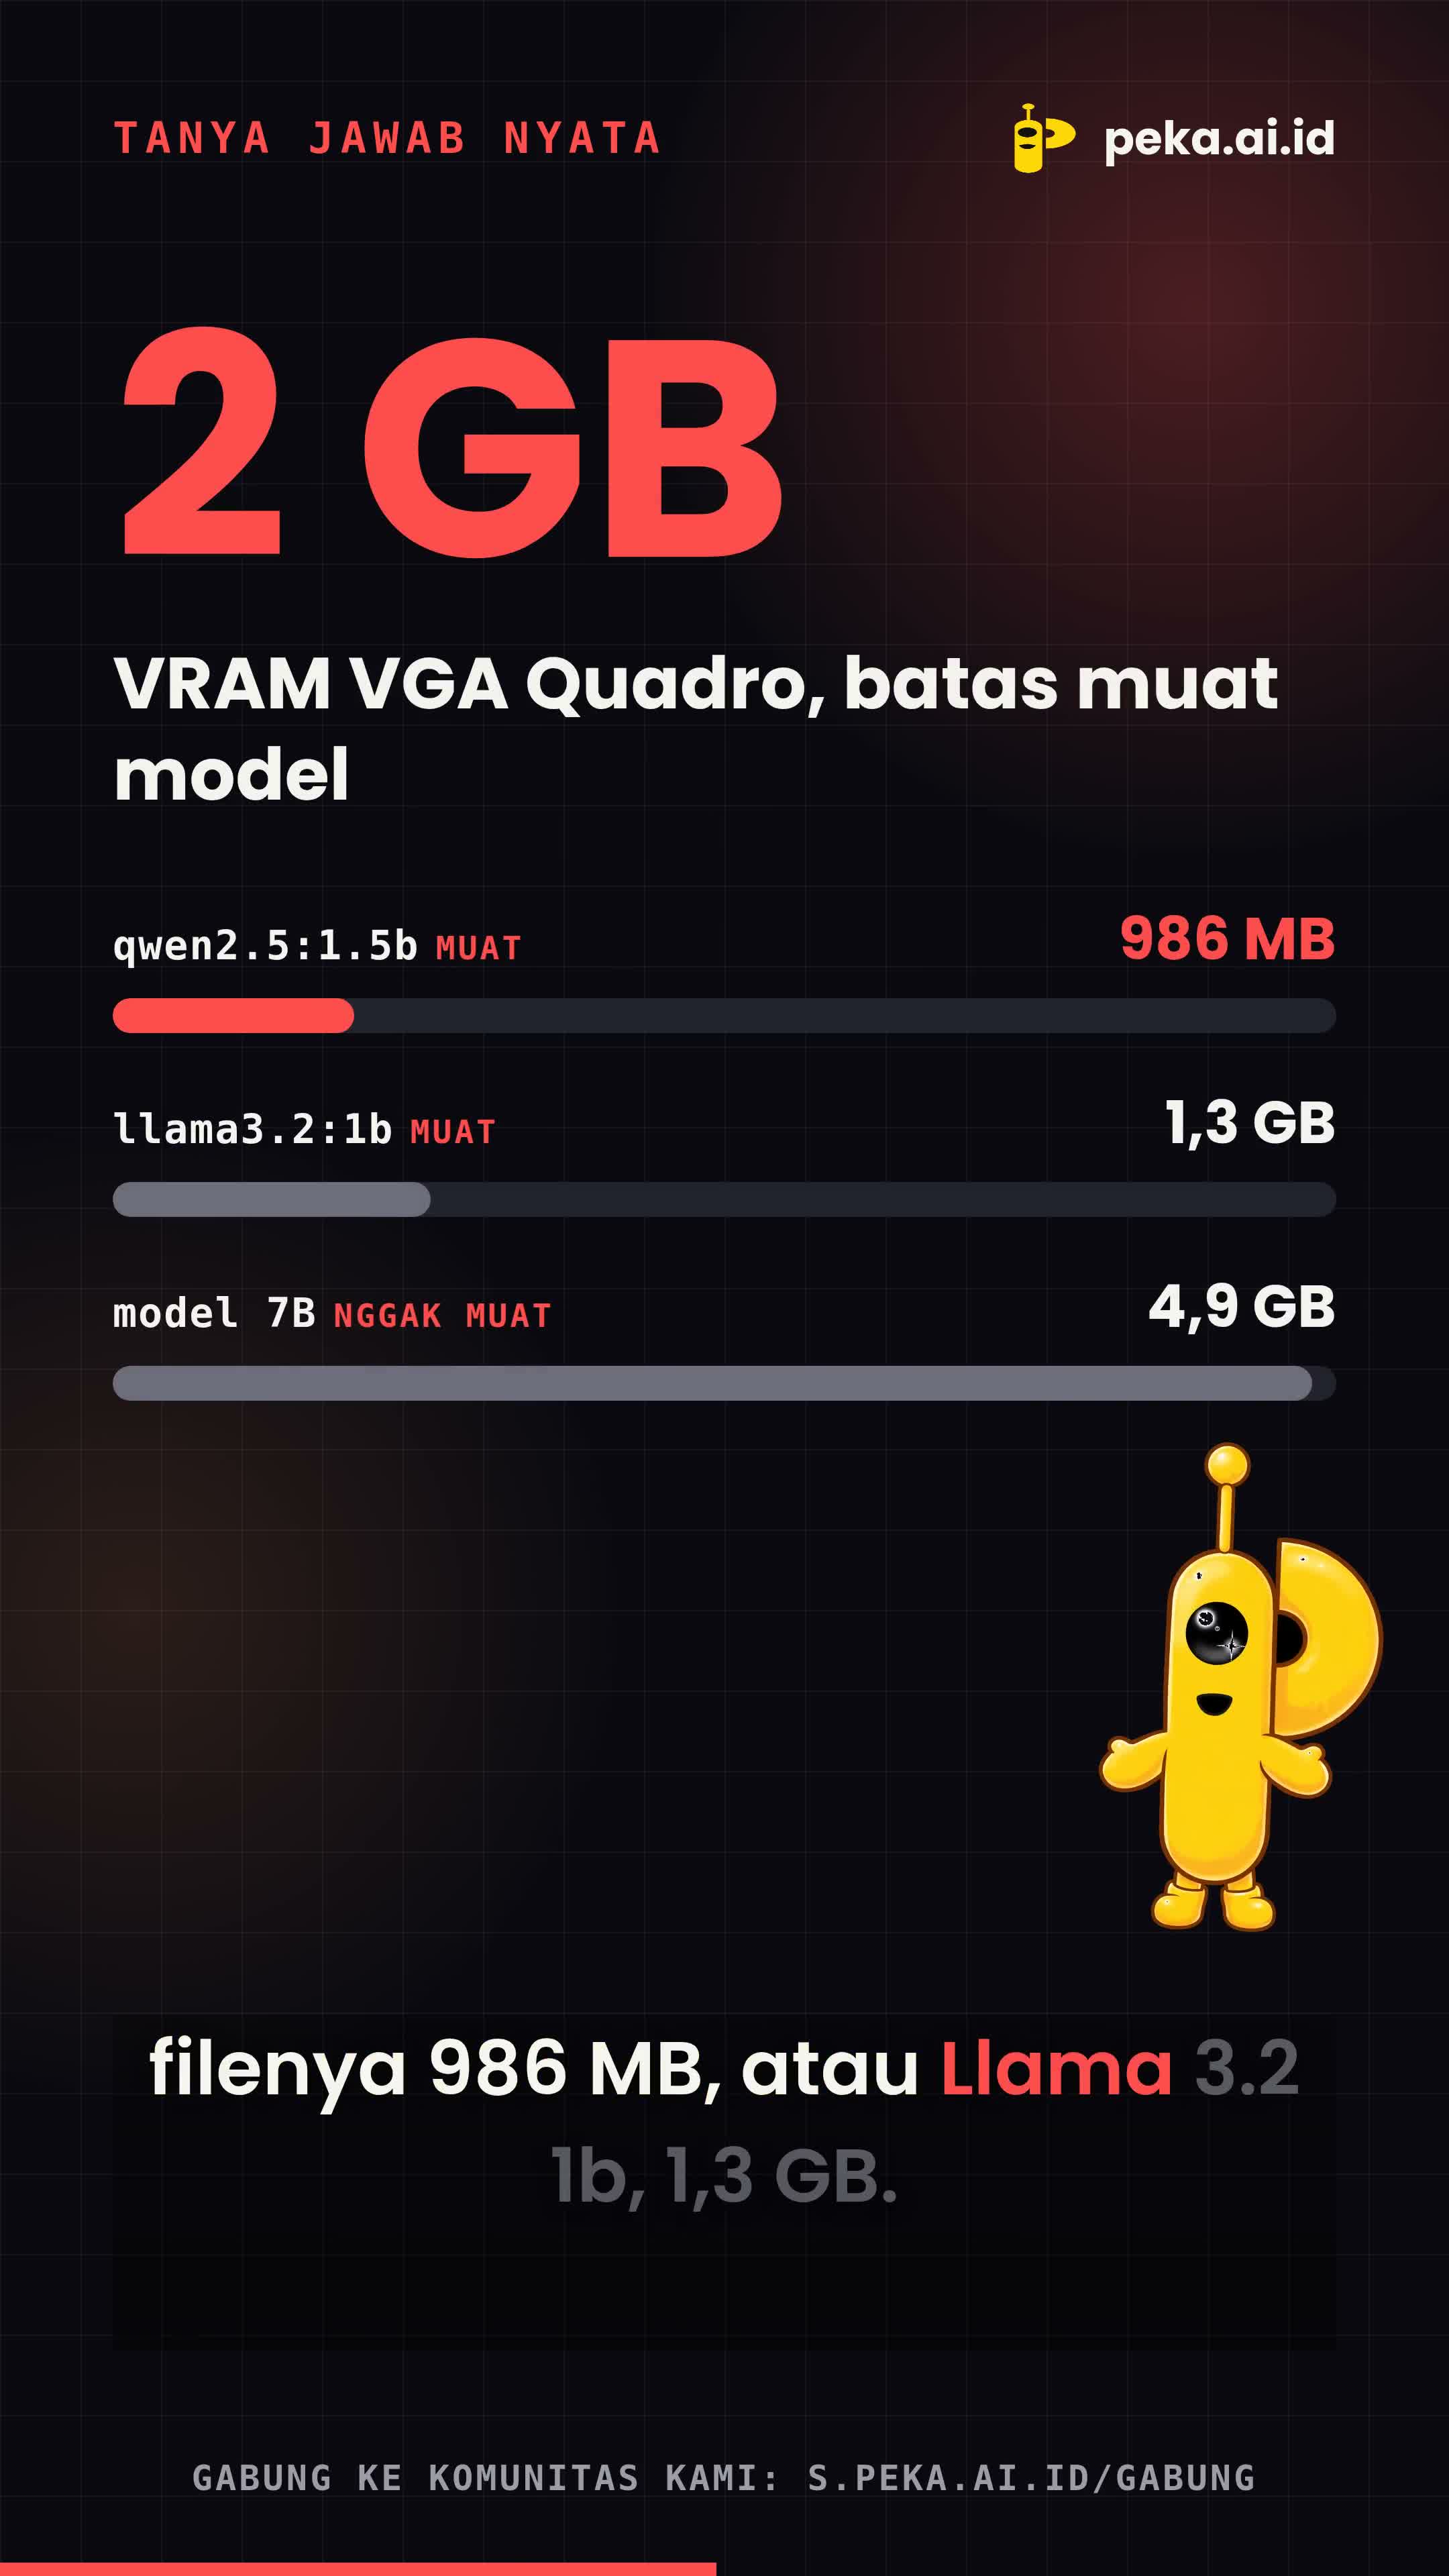 TANYA JAWAB NYATA
peka.ai.id
2 GB
VRAM VGA Quadro, batas muat
model
qwen2.5:1.5b MUAT 986 MB
llama3.2:1b MUAT 1,3 GB
model 7B NGGAK MUAT 4,9 GB
filenya 986 MB, atau Llama 3.2
1b, 1,3 GB.
GABUNG KE KOMUNITAS KAMI: S.PEKA.AI.ID/GABUNG